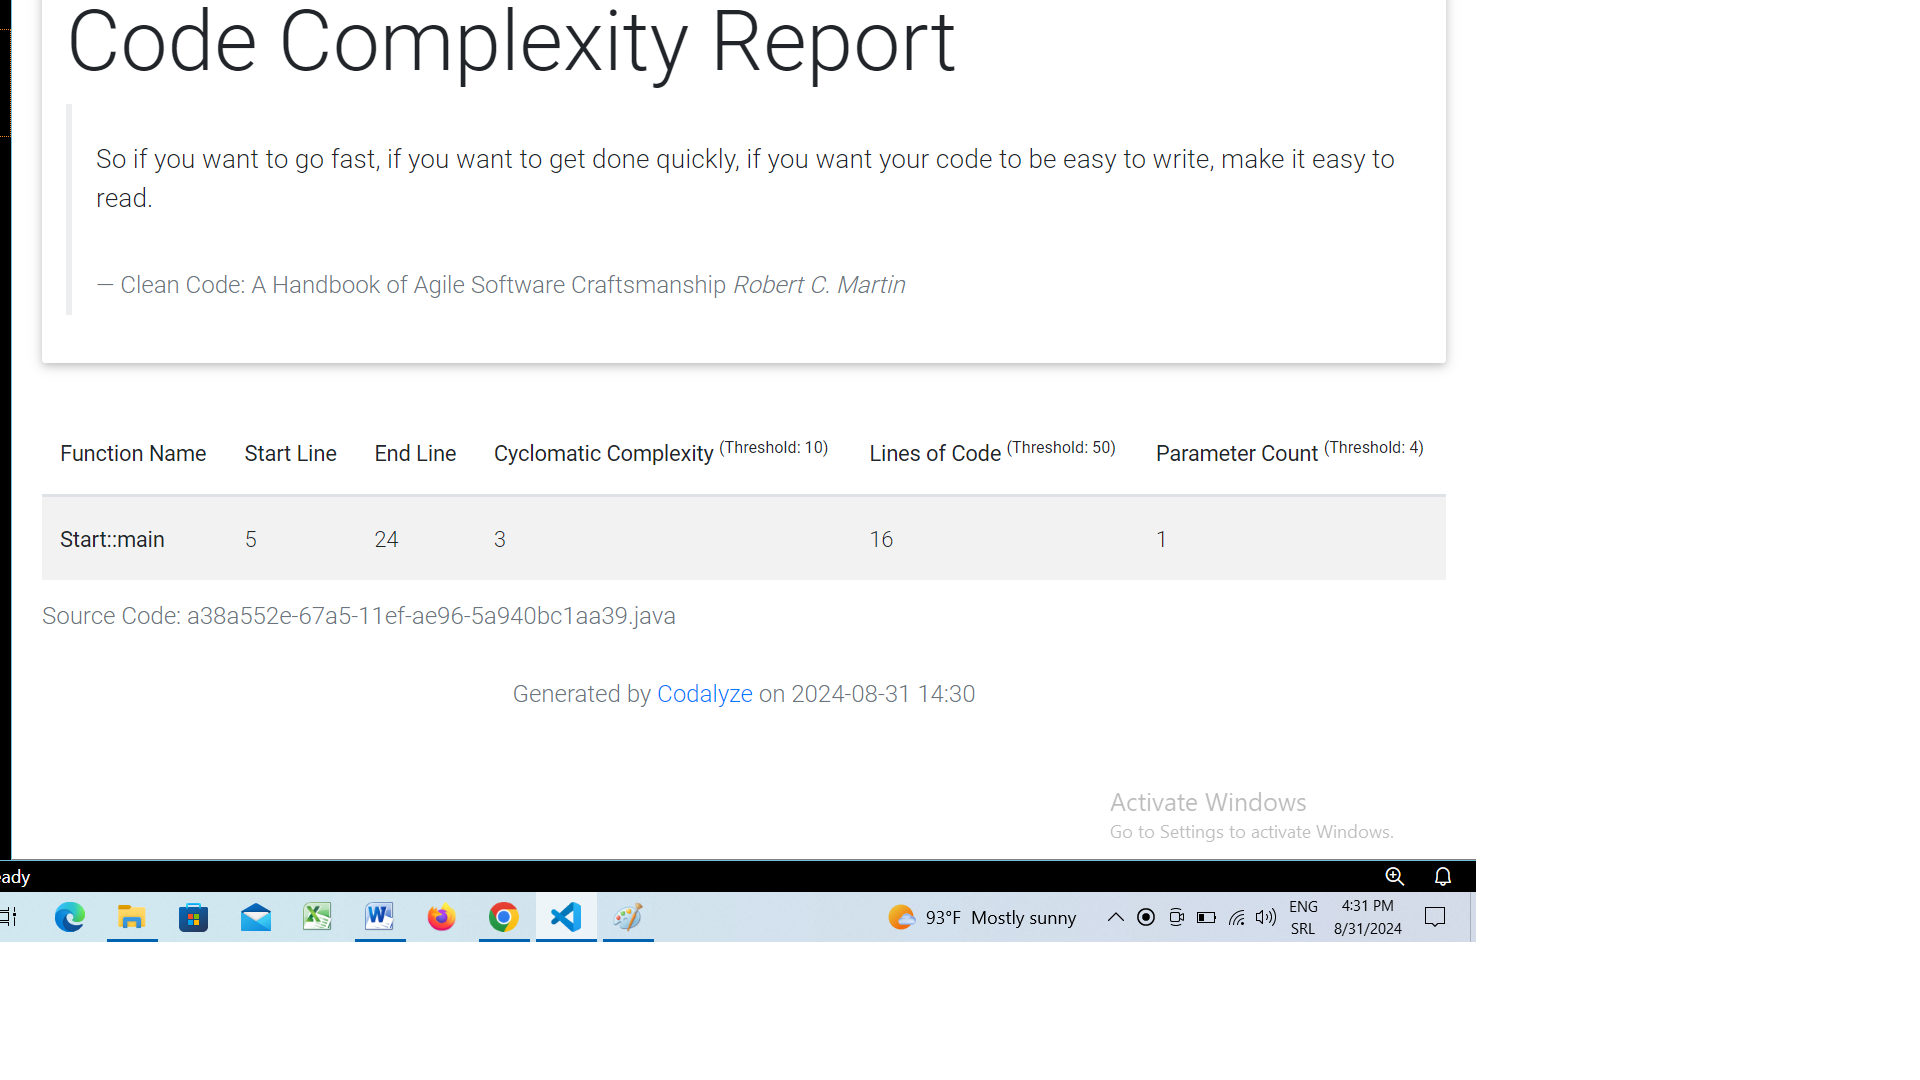 Code Complexity Report
So if you want to go fast, if you want to get done quickly, if you want your code to be easy to write, make it easy to
read.
— Clean Code: A Handbook of Agile Software Craftsmanship Robert C. Martin
Function Name Start Line End Line Cyclomatic Complexity (Threshold: 10) Lines of Code (Threshold: 50) Parameter Count (Threshold: 4)
Start::main 5 24 3 16 1
Source Code: a38a552e-67a5-11ef-ae96-5a940bc1aa39.java
Generated by Codalyze on 2024-08-31 14:30
Activate Windows
Go to Settings to activate Windows.
eady
93°F Mostly sunny
ENG
SRL
4:31 PM
8/31/2024